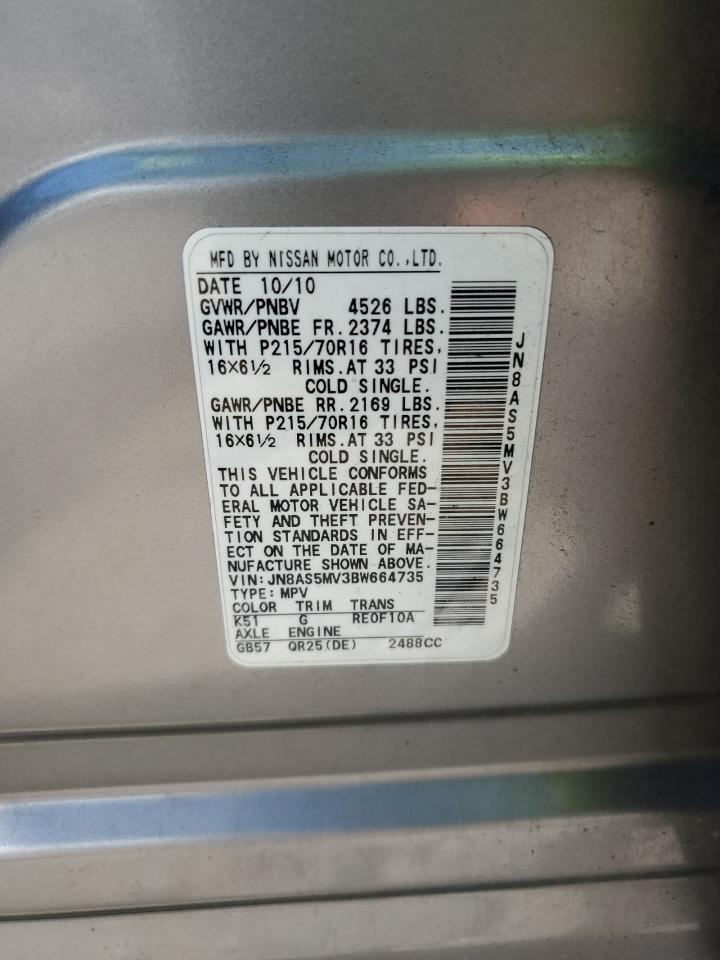 MFD BY NISSAN MOTOR CO.,LTD.
DATE 10/10
GVWR/PNBV 4526 LBS.
GAWR/PNBE FR. 2374 LBS.
WITH P215/70R16 TIRES,
16×6½ RIMS.AT 33 PSI
COLD SINGLE.
GAWR/PNBE RR. 2169 LBS.
WITH P215/70R16 TIRES,
16×6½ RIMS.AT 33 PSI
COLD SINGLE.
THIS VEHICLE CONFORMS
TO ALL APPLICABLE FED-
ERAL MOTOR VEHICLE SA-
FETY AND THEFT PREVEN-
TION STANDARDS IN EFF-
ECT ON THE DATE OF MA-
NUFACTURE SHOWN ABOVE.
VIN:JN8AS5MV3BW664735
TYPE:MPV
COLOR TRIM TRANS
K51 G RE0F10A
AXLE ENGINE
GB57 QR25(DE) 2488CC
JN8AS5MV3BW664735